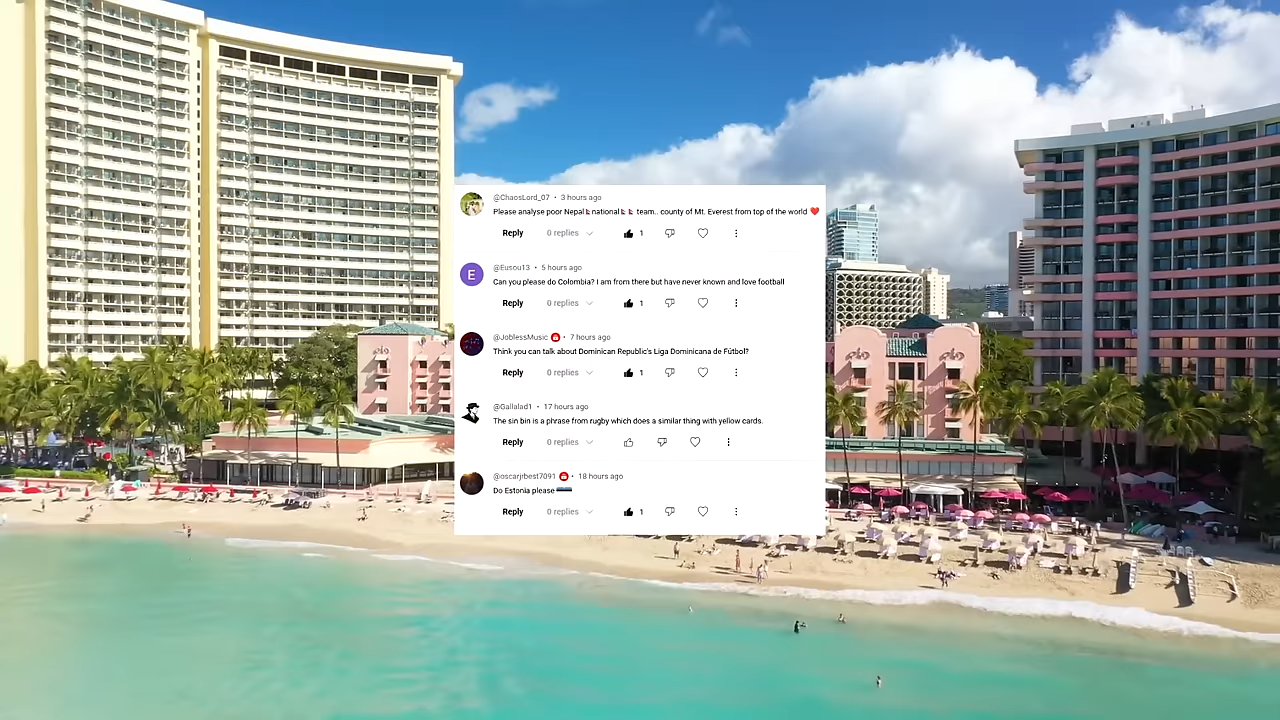 @ChaosLord_07 • 3 hours ago
Please analyse poor Nepal🇳🇵national🇳🇵🇳🇵 team.. county of Mt. Everest from top of the world ❤️
Reply 0 replies 1
E
@Eusou13 • 5 hours ago
Can you please do Colombia? I am from there but have never known and love football
Reply 0 replies 1
@JoblessMusic • 7 hours ago
Think you can talk about Dominican Republic's Liga Dominicana de Fútbol?
Reply 0 replies 1
@Gallalad1 • 17 hours ago
The sin bin is a phrase from rugby which does a similar thing with yellow cards.
Reply 0 replies
@oscarjrbest7091 • 18 hours ago
Do Estonia please 🇪🇪
Reply 0 replies 1